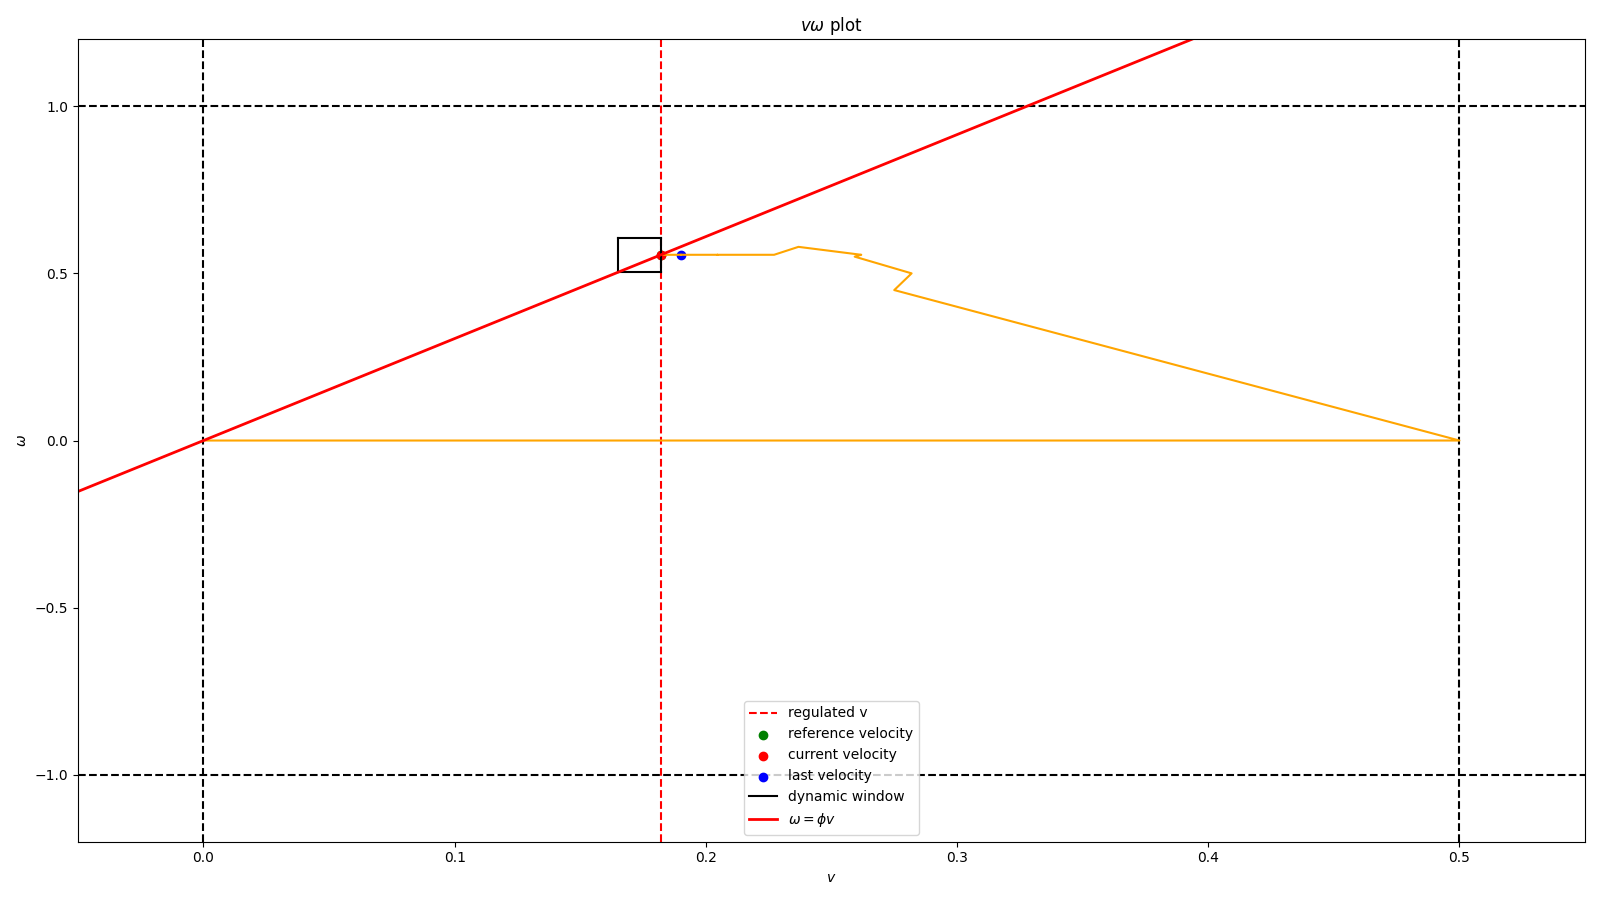 vω plot
1.0
0.5
0.0
−0.5
−1.0
ω
regulated v
reference velocity
current velocity
last velocity
dynamic window
ω = ϕv
0.0 0.1 0.2 0.3 0.4 0.5
v